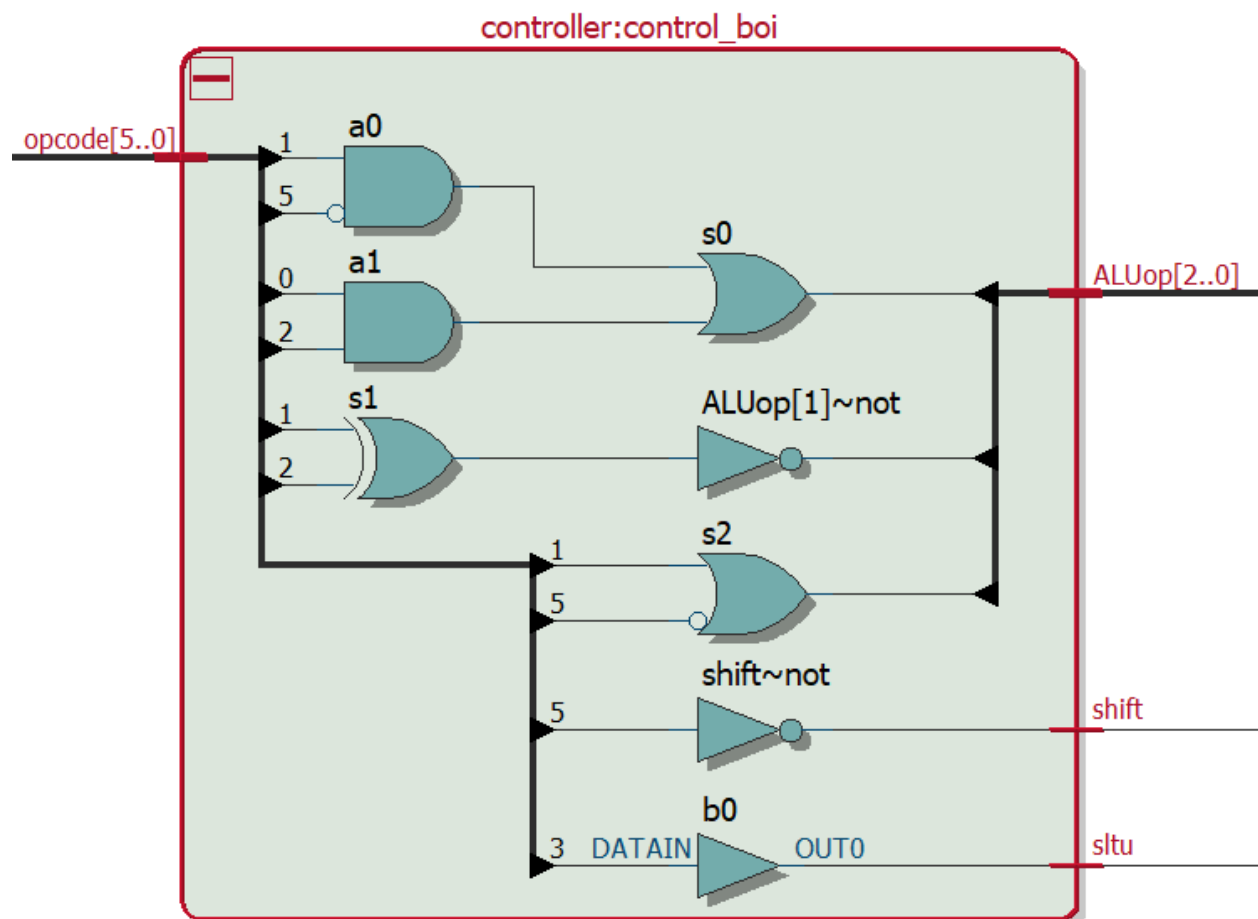 controller:control_boi
opcode[5..0]
1
a0
5
0
a1
2
s0
ALUop[2..0]
1
s1
2
ALUop[1]~not
1
s2
5
5
shift~not
shift
3
DATAIN
b0
OUT0
sltu